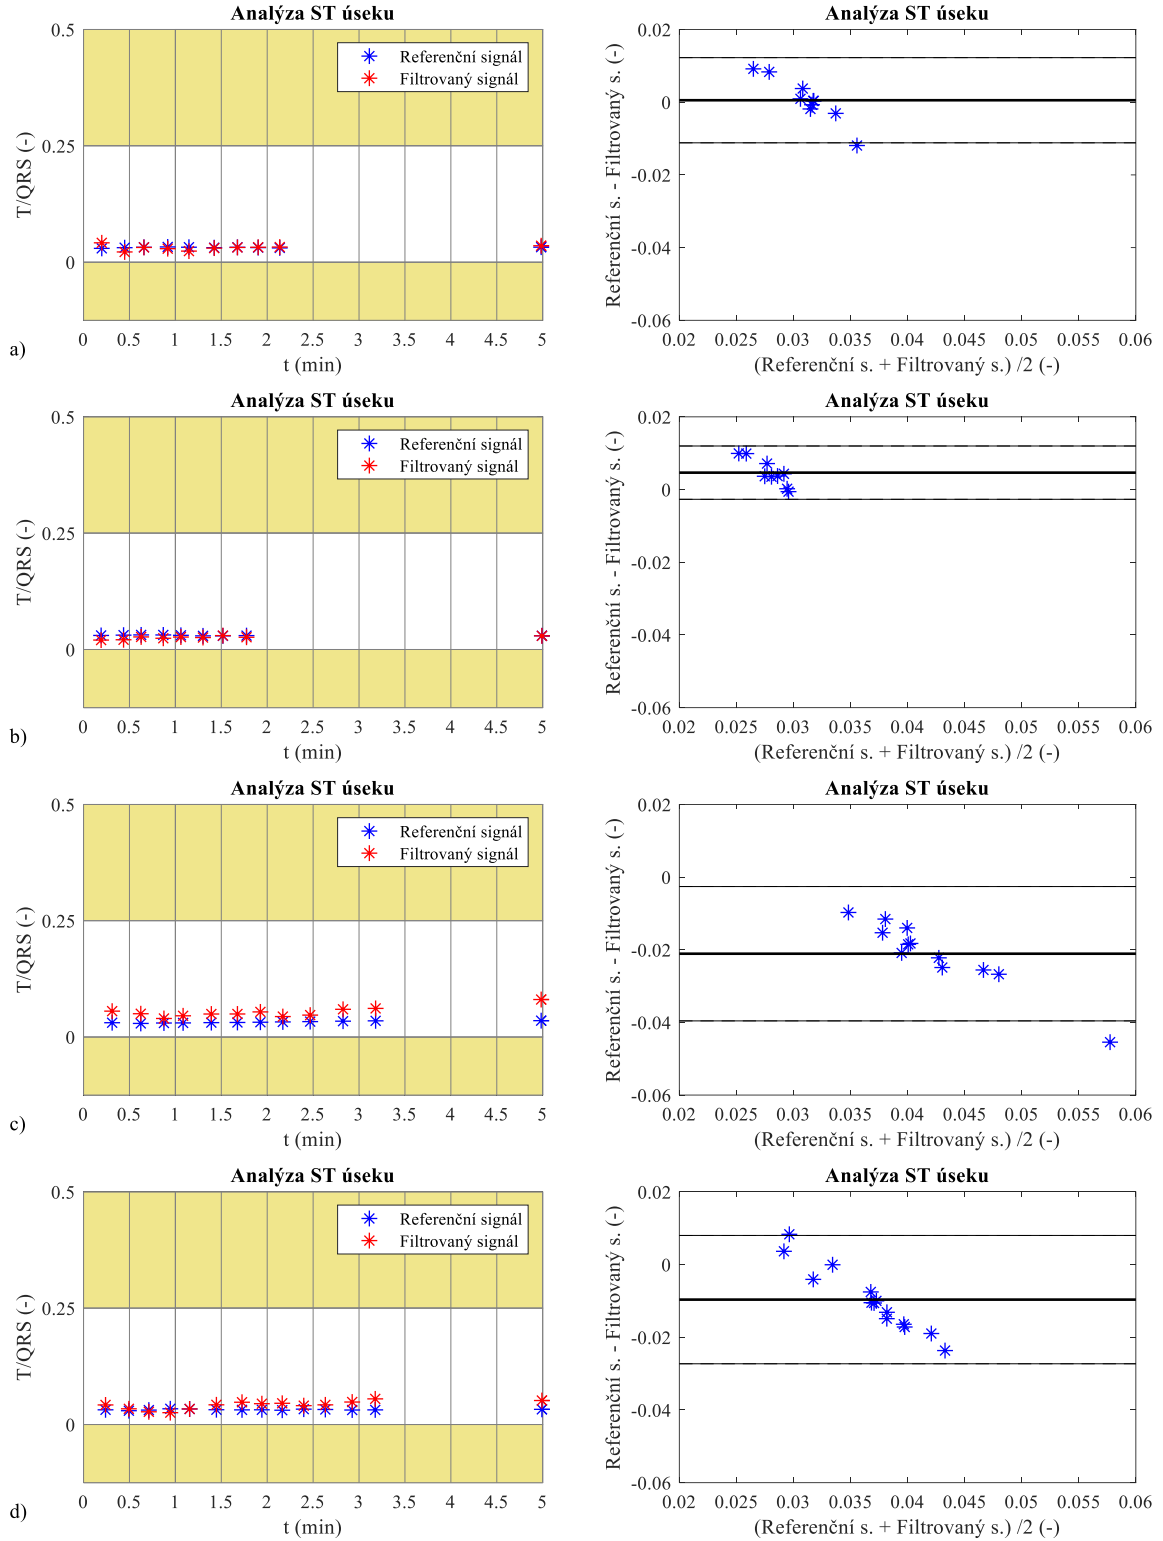 Analýza ST úseku
0.5
0.25
0
T/QRS (-)
Referenční signál
Filtrovaný signál
0 0.5 1 1.5 2 2.5 3 3.5 4 4.5 5
t (min)
a)
Analýza ST úseku
0.02
0
-0.02
-0.04
-0.06
Referenční s. - Filtrovaný s. (-)
0.02 0.025 0.03 0.035 0.04 0.045 0.05 0.055 0.06
(Referenční s. + Filtrovaný s.) /2 (-)
Analýza ST úseku
0.5
0.25
0
T/QRS (-)
Referenční signál
Filtrovaný signál
0 0.5 1 1.5 2 2.5 3 3.5 4 4.5 5
t (min)
b)
Analýza ST úseku
0.02
0
-0.02
-0.04
-0.06
Referenční s. - Filtrovaný s. (-)
0.02 0.025 0.03 0.035 0.04 0.045 0.05 0.055 0.06
(Referenční s. + Filtrovaný s.) /2 (-)
Analýza ST úseku
0.5
0.25
0
T/QRS (-)
Referenční signál
Filtrovaný signál
0 0.5 1 1.5 2 2.5 3 3.5 4 4.5 5
t (min)
c)
Analýza ST úseku
0.02
0
-0.02
-0.04
-0.06
Referenční s. - Filtrovaný s. (-)
0.02 0.025 0.03 0.035 0.04 0.045 0.05 0.055 0.06
(Referenční s. + Filtrovaný s.) /2 (-)
Analýza ST úseku
0.5
0.25
0
T/QRS (-)
Referenční signál
Filtrovaný signál
0 0.5 1 1.5 2 2.5 3 3.5 4 4.5 5
t (min)
d)
Analýza ST úseku
0.02
0
-0.02
-0.04
-0.06
Referenční s. - Filtrovaný s. (-)
0.02 0.025 0.03 0.035 0.04 0.045 0.05 0.055 0.06
(Referenční s. + Filtrovaný s.) /2 (-)